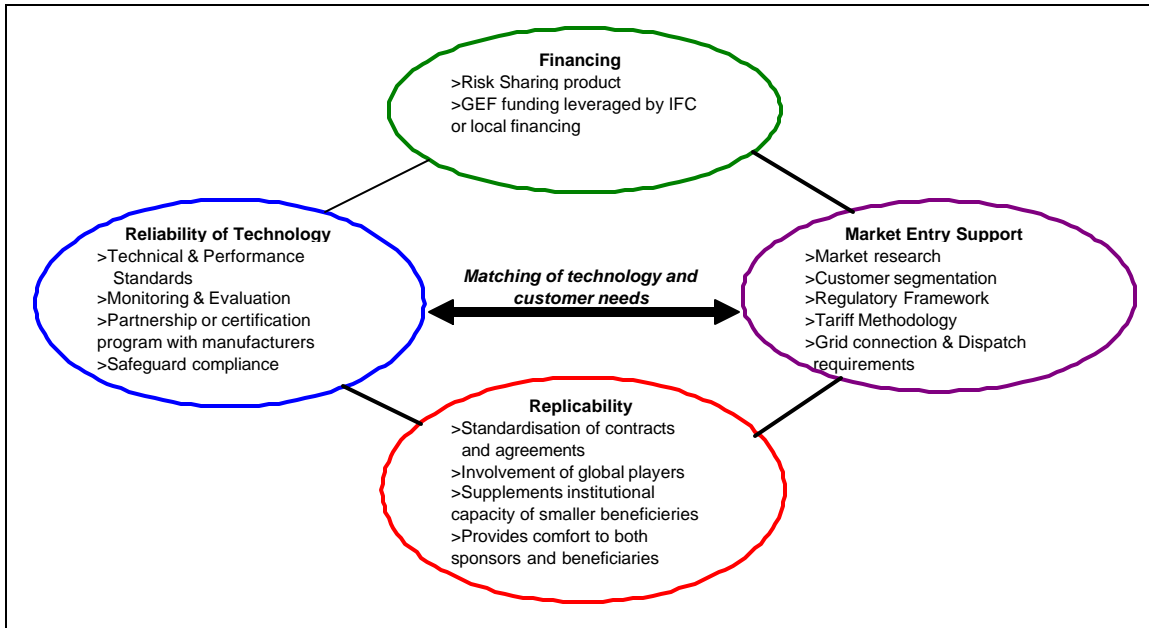 Financing
>Risk Sharing product
>GEF funding leveraged by IFC
or local financing
Reliability of Technology
>Technical & Performance
Standards
>Monitoring & Evaluation
>Partnership or certification
program with manufacturers
>Safeguard compliance
Matching of technology and
customer needs
Market Entry Support
>Market research
>Customer segmentation
>Regulatory Framework
>Tariff Methodology
>Grid connection & Dispatch
requirements
Replicability
>Standardisation of contracts
and agreements
>Involvement of global players
>Supplements institutional
capacity of smaller beneficieries
>Provides comfort to both
sponsors and beneficiaries